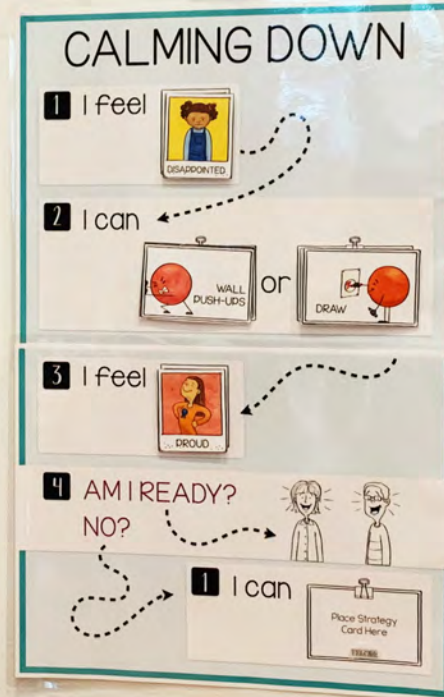 CALMING DOWN
1 I feel
DISAPPOINTED
2 I can
WALL
PUSH-UPS
or
DRAW
3 I feel
PROUD
4 AM I READY?
NO?
1 I can
Place Strategy
Card Here